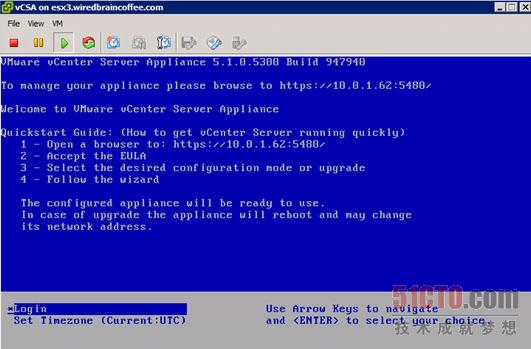 vCSA on esx3.wiredbraincoffee.com
File View VM
VMware vCenter Server Appliance 5.1.0.5300 Build 947940
To manage your appliance please browse to https://10.0.1.62:5480/
Welcome to VMware vCenter Server Appliance
Quickstart Guide: (How to get vCenter Server running quickly)
1 - Open a browser to: https://10.0.1.62:5480/
2 - Accept the EULA
3 - Select the desired configuration mode or upgrade
4 - Follow the wizard
The configured appliance will be ready to use.
In case of upgrade the appliance will reboot and may change
its network address.
*Login
Set Timezone (Current:UTC)
Use Arrow Keys to navigate
and <ENTER> to select your choice.
51CTO.com
技术成就梦想